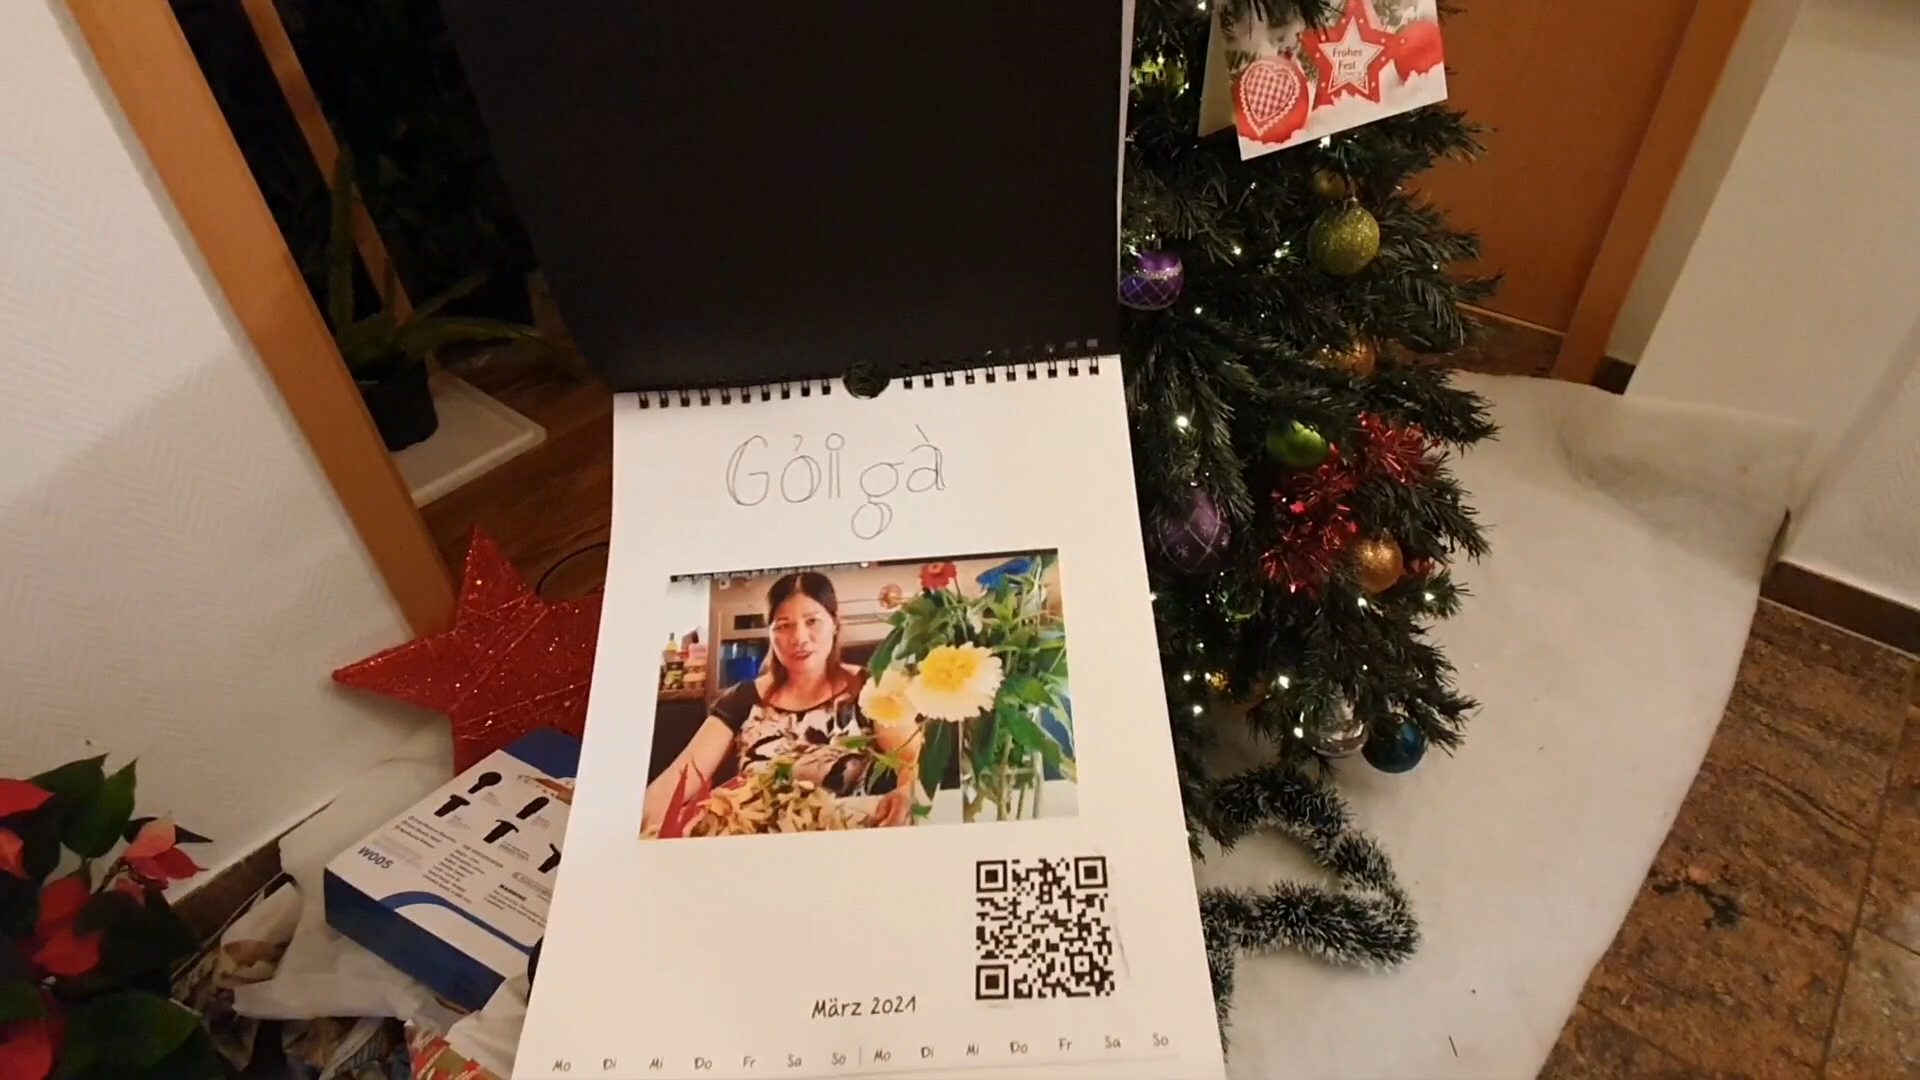 Frohes
Fest
Gỏi gà
W005
März 2021
Mo Di Mi Do Fr Sa So Mo Di Mi Do Fr Sa So